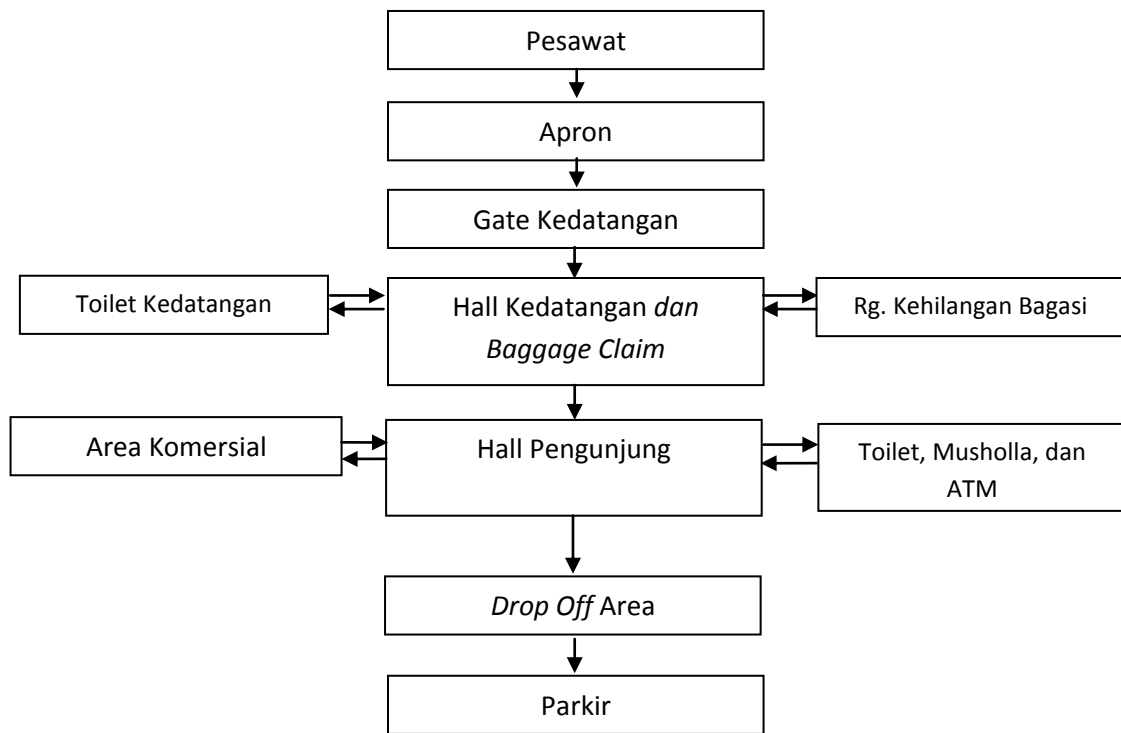 Pesawat
Apron
Gate Kedatangan
Toilet Kedatangan
Hall Kedatangan dan
Baggage Claim
Rg. Kehilangan Bagasi
Area Komersial
Hall Pengunjung
Toilet, Musholla, dan
ATM
Drop Off Area
Parkir